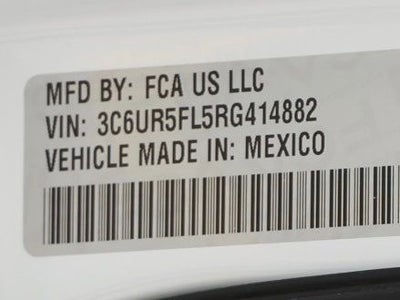 MFD BY: FCA US LLC
VIN: 3C6UR5FL5RG414882
VEHICLE MADE IN: MEXICO